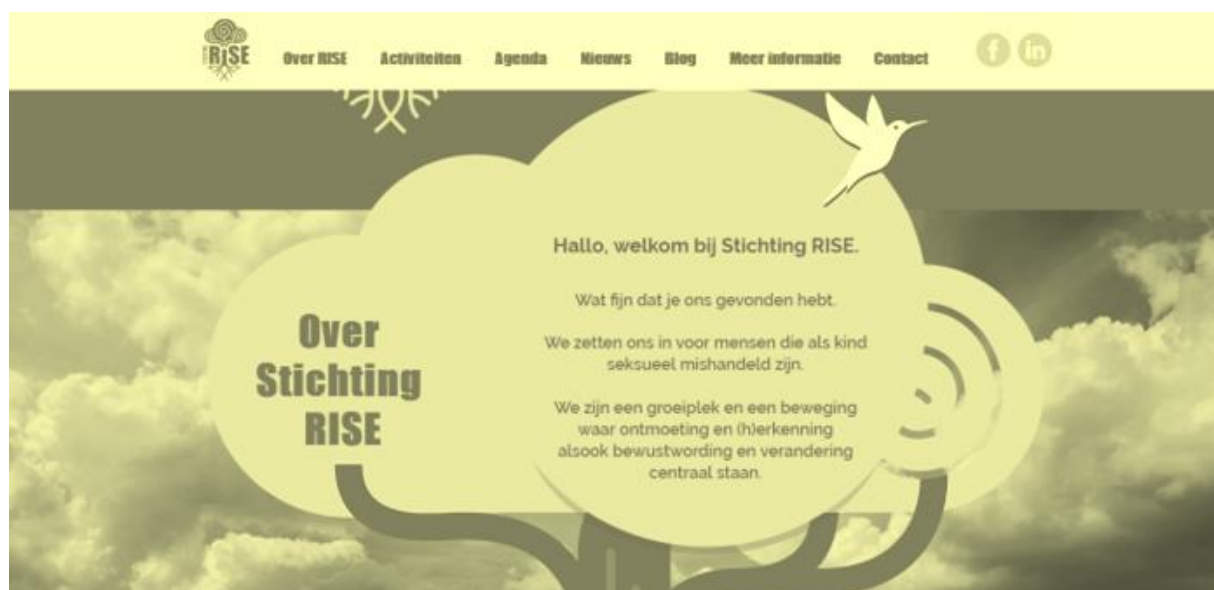 RISE
Over RISE Activiteiten Agenda Nieuws Blog Meer informatie Contact
f in
Hallo, welkom bij Stichting RISE.
Wat fijn dat je ons gevonden hebt.
We zetten ons in voor mensen die als kind
seksueel mishandeld zijn.
We zijn een groeiplek en een beweging
waar ontmoeting en (h)erkenning
alsook bewustwording en verandering
centraal staan.
Over
Stichting
RISE